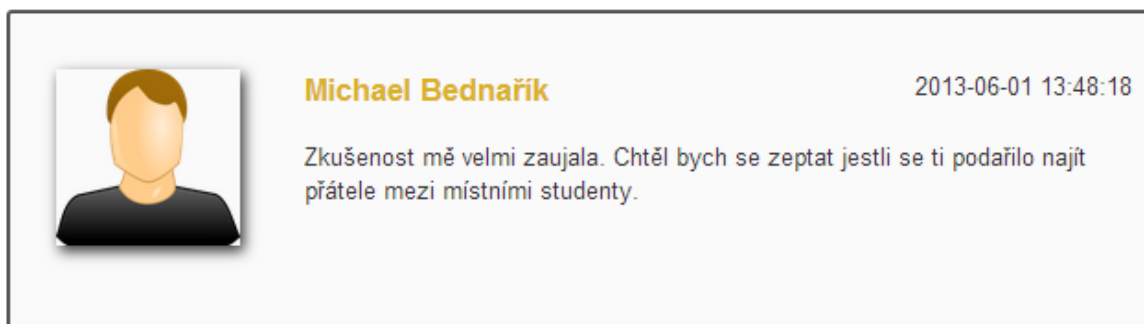 Michael Bednařík
2013-06-01 13:48:18
Zkušenost mě velmi zaujala. Chtěl bych se zeptat jestli se ti podařilo najít
přátele mezi místními studenty.